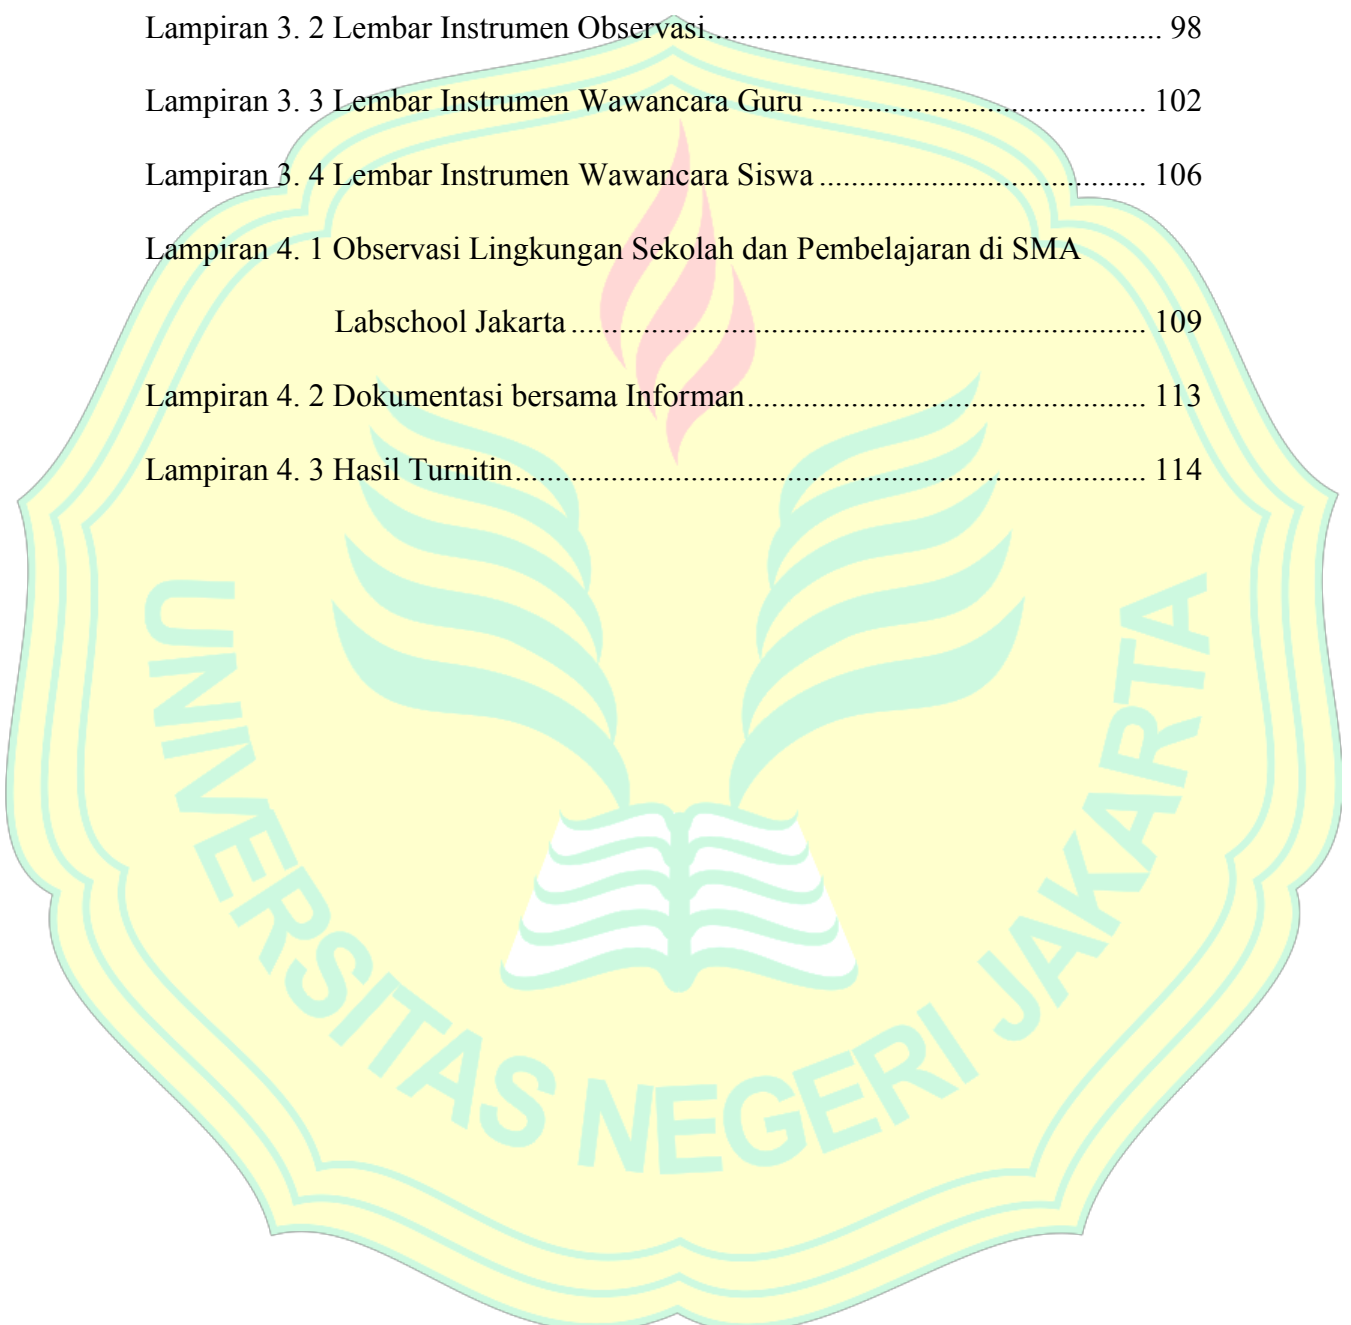 Lampiran 3. 2 Lembar Instrumen Observasi........................................................ 98
Lampiran 3. 3 Lembar Instrumen Wawancara Guru ......................................... 102
Lampiran 3. 4 Lembar Instrumen Wawancara Siswa ........................................ 106
Lampiran 4. 1 Observasi Lingkungan Sekolah dan Pembelajaran di SMA
Labschool Jakarta ....................................................................... 109
Lampiran 4. 2 Dokumentasi bersama Informan................................................. 113
Lampiran 4. 3 Hasil Turnitin.............................................................................. 114
UNIVERSITAS NEGERI JAKARTA